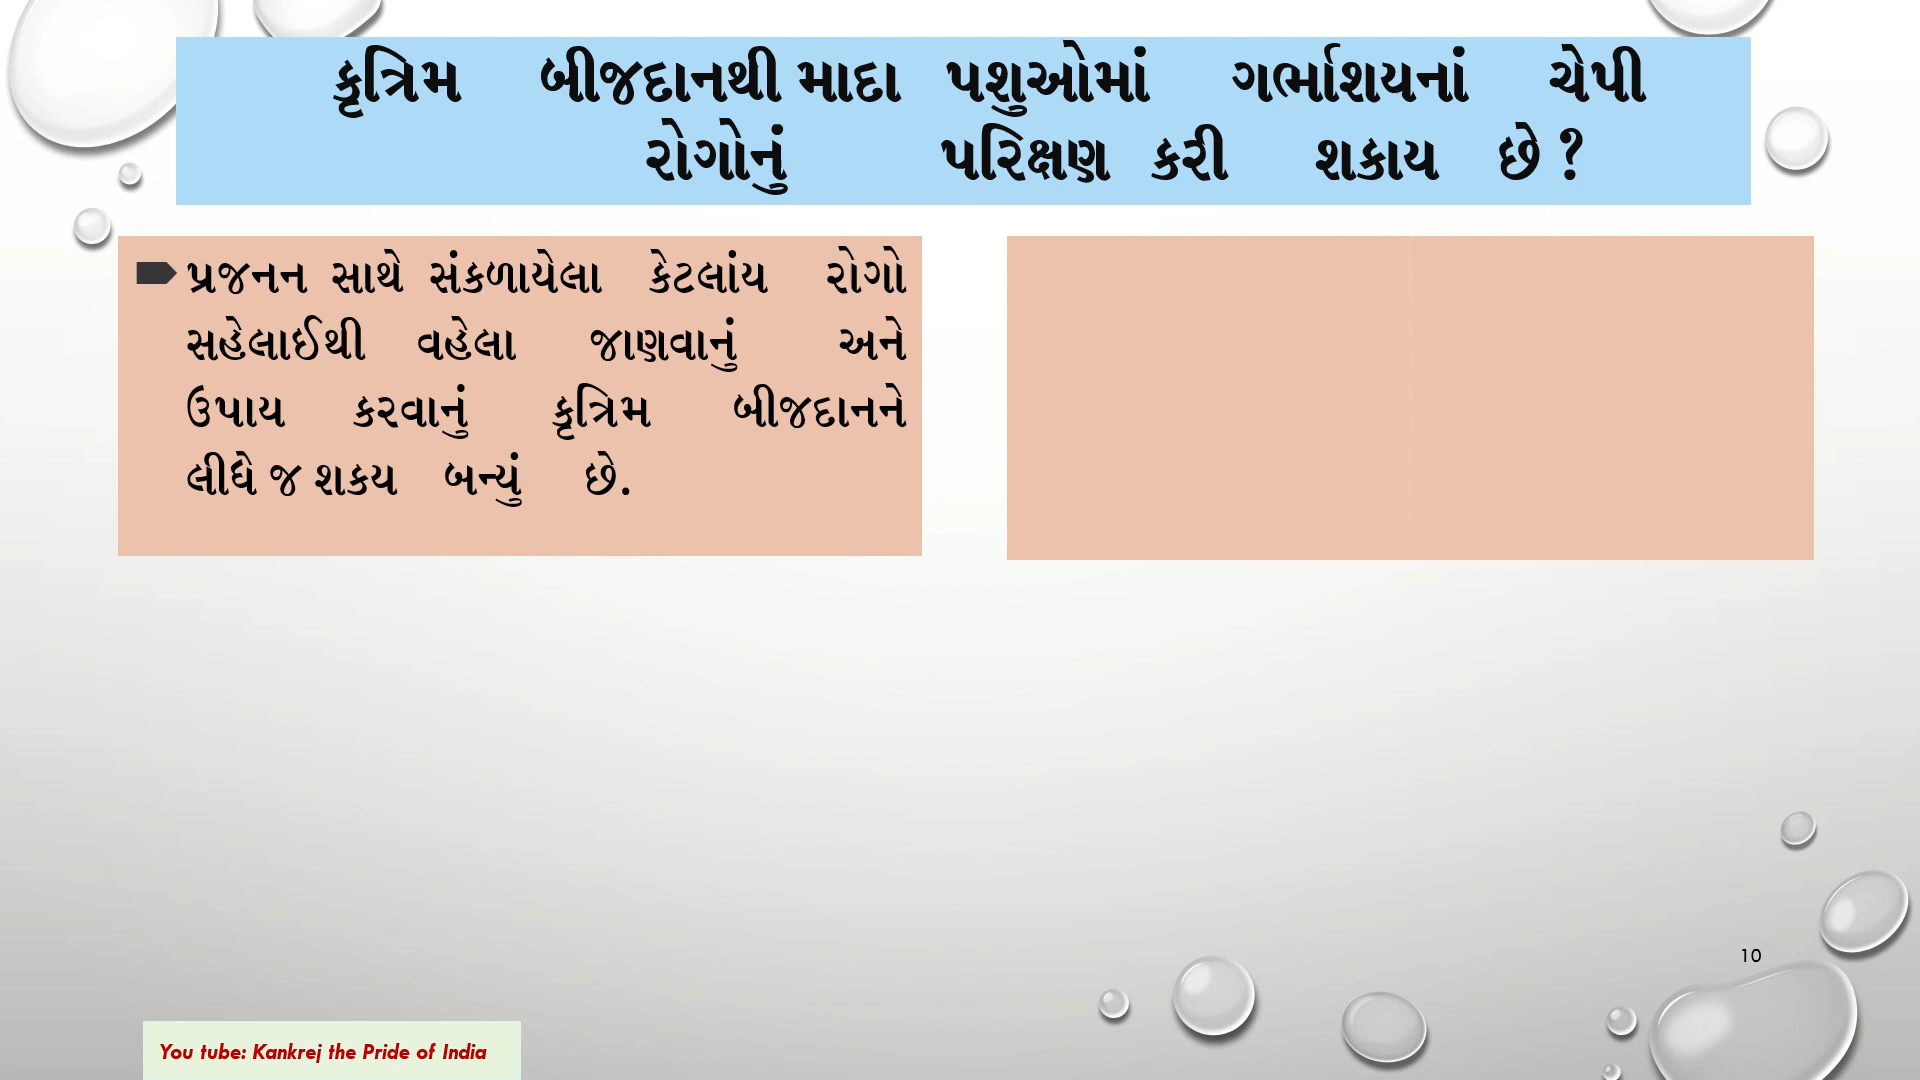 કૃત્રિમ બીજદાનથી માદા પશુઓમાં ગર્ભાશયનાં ચેપી
રોગોનું પરિક્ષણ કરી શકાય છે ?
પ્રજનન સાથે સંકળાયેલા કેટલાંય રોગો
સહેલાઈથી વહેલા જાણવાનું અને
ઉપાય કરવાનું કૃત્રિમ બીજદાનને
લીધે જ શકય બન્યું છે.
10
You tube: Kankrej the Pride of India